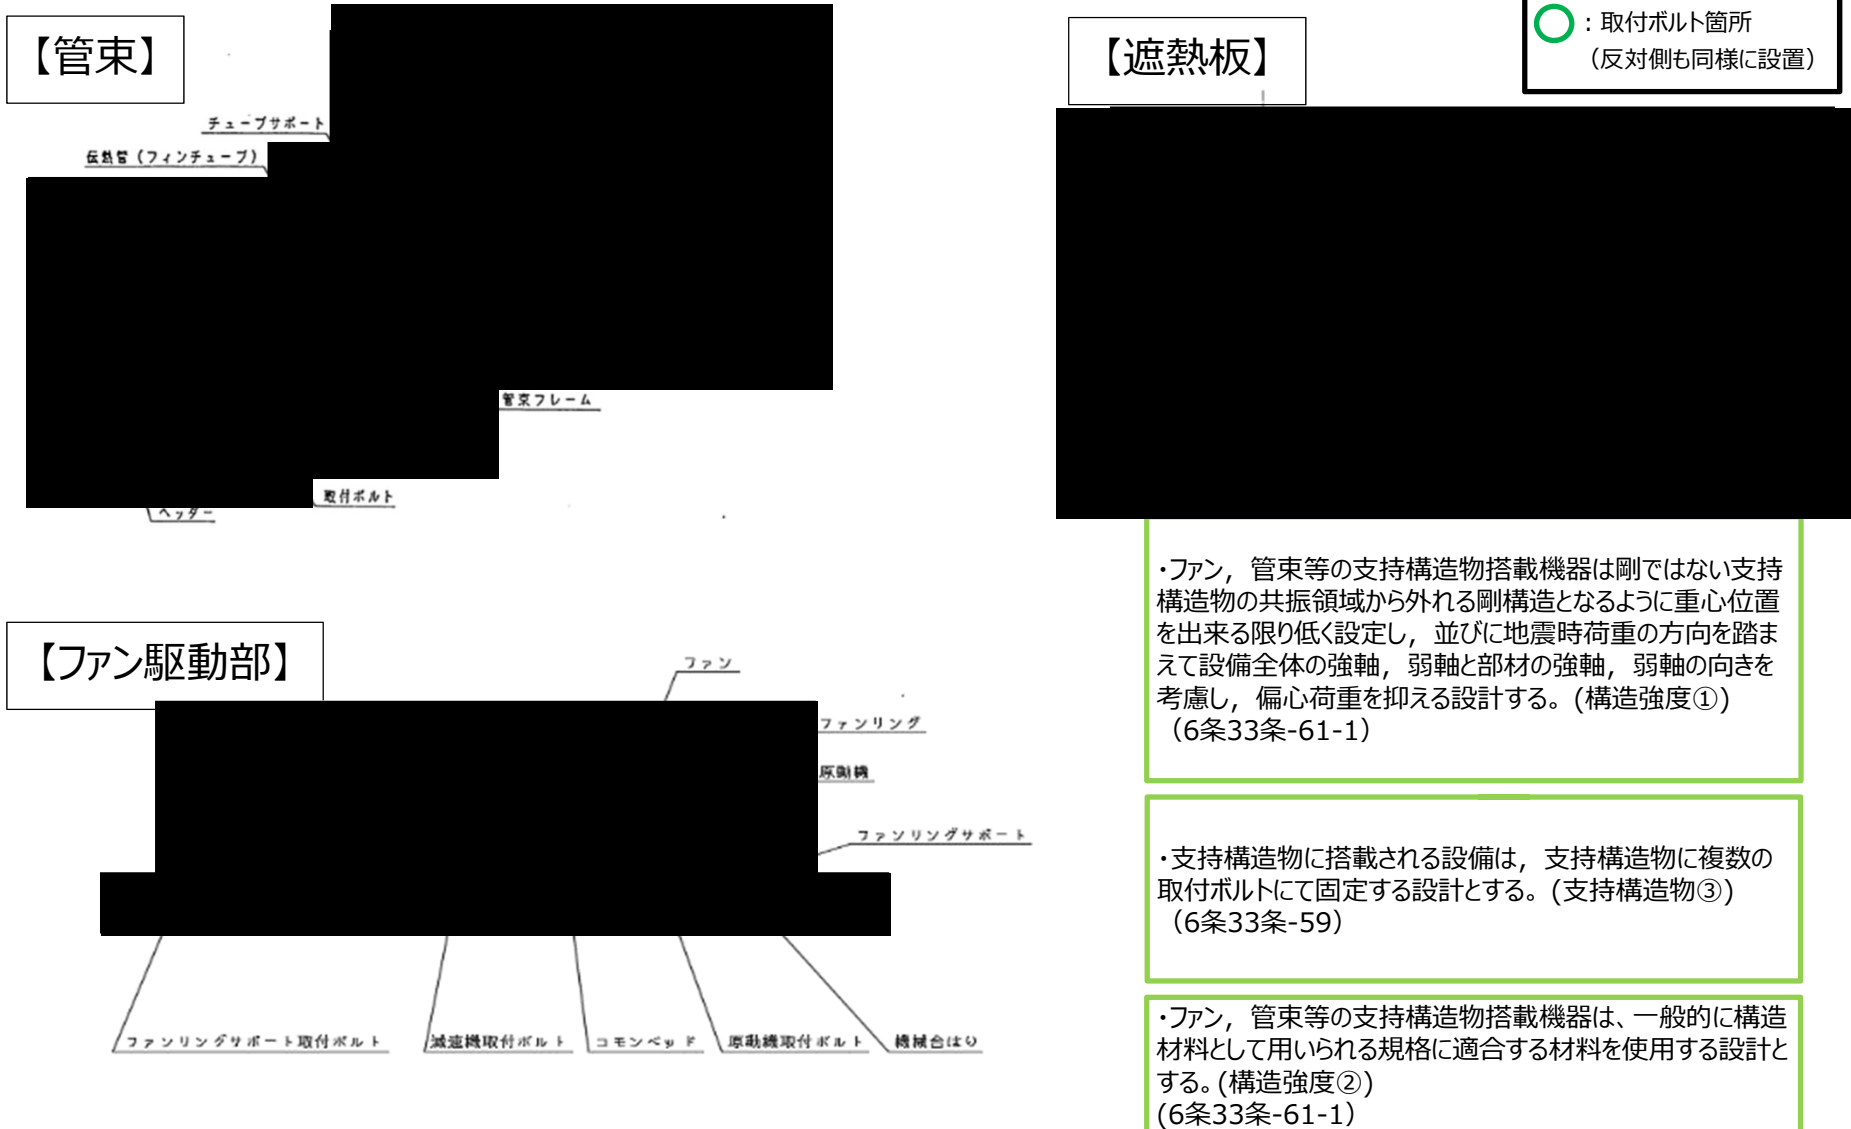 【管束】
チューブサポート
伝熱管（フィンチューブ）
管束フレーム
取付ボルト
ヘッダー
【遮熱板】
：取付ボルト箇所
（反対側も同様に設置）
【ファン駆動部】
ファン
ファンリング
原動機
ファンリングサポート
ファンリングサポート取付ボルト
減速機取付ボルト
コモンベッド
原動機取付ボルト
機械台はり
・ファン，管束等の支持構造物搭載機器は剛ではない支持
構造物の共振領域から外れる剛構造となるように重心位置
を出来る限り低く設定し，並びに地震時荷重の方向を踏ま
えて設備全体の強軸，弱軸と部材の強軸，弱軸の向きを
考慮し，偏心荷重を抑える設計する。(構造強度①)
（6条33条-61-1）
・支持構造物に搭載される設備は，支持構造物に複数の
取付ボルトにて固定する設計とする。(支持構造物③)
（6条33条-59）
・ファン，管束等の支持構造物搭載機器は、一般的に構造
材料として用いられる規格に適合する材料を使用する設計と
する。(構造強度②)
(6条33条-61-1）